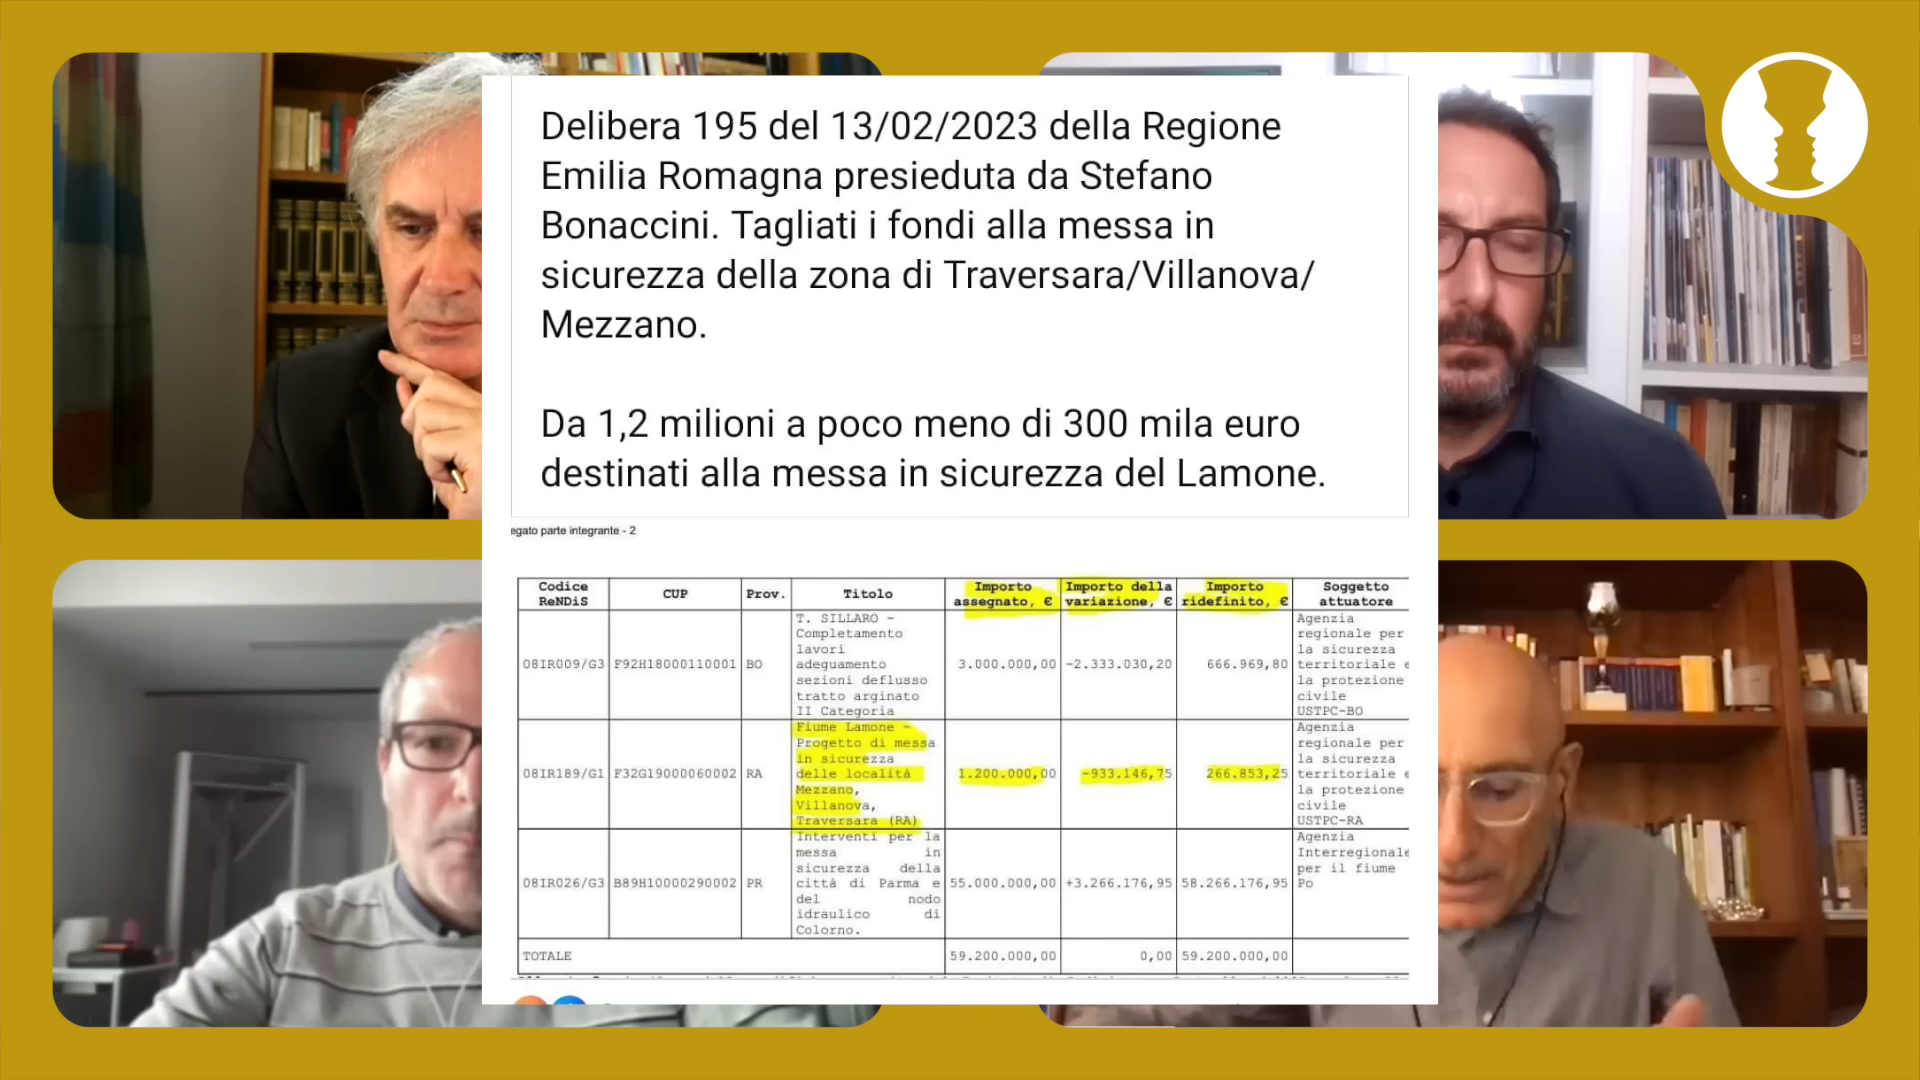 Delibera 195 del 13/02/2023 della Regione
Emilia Romagna presieduta da Stefano
Bonaccini. Tagliati i fondi alla messa in
sicurezza della zona di Traversara/Villanova/
Mezzano.
Da 1,2 milioni a poco meno di 300 mila euro
destinati alla messa in sicurezza del Lamone.
egato parte integrante - 2
Codice ReNDiS CUP Prov. Titolo Importo assegnato, € Importo della variazione, € Importo ridefinito, € Soggetto attuatore
08IR009/G3 F92H18000110001 BO T. SILLARO - Completamento lavori adeguamento sezioni deflusso tratto arginato II Categoria 3.000.000,00 -2.333.030,20 666.969,80 Agenzia regionale per la sicurezza territoriale e la protezione civile USTPC-BO
08IR189/G1 F32G19000060002 RA Fiume Lamone - Progetto di messa in sicurezza delle località Mezzano, Villanova, Traversara (RA) 1.200.000,00 -933.146,75 266.853,25 Agenzia regionale per la sicurezza territoriale e la protezione civile USTPC-RA
08IR026/G3 B89H10000290002 PR Interventi per la messa in sicurezza della città di Parma e del nodo idraulico di Colorno. 55.000.000,00 +3.266.176,95 58.266.176,95 Agenzia Interregionale per il fiume Po
TOTALE 59.200.000,00 0,00 59.200.000,00